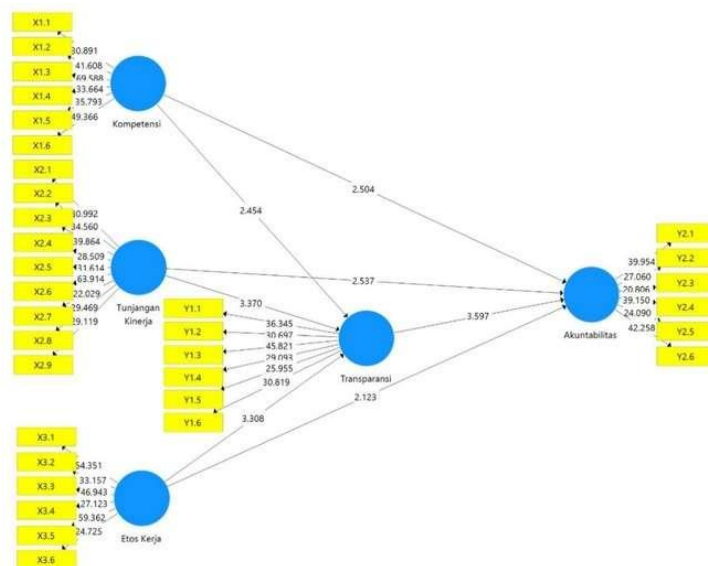 X1.1
X1.2
X1.3
X1.4
X1.5
X1.6
30.891
41.608
69.588
33.664
35.793
49.366
Kompetensi
X2.1
X2.2
X2.3
X2.4
X2.5
X2.6
X2.7
X2.8
X2.9
34.560
39.864
28.509
31.614
63.914
22.029
29.469
29.119
Tunjangan
Kinerja
X3.1
X3.2
X3.3
X3.4
X3.5
X3.6
33.157
46.943
27.123
59.362
24.725
Etos Kerja
2.504
2.454
2.537
3.370
3.597
2.123
3.308
Y1.1
Y1.2
Y1.3
Y1.4
Y1.5
Y1.6
36.345
30.697
45.821
29.093
25.955
30.819
Transparansi
Y2.1
Y2.2
Y2.3
Y2.4
Y2.5
Y2.6
39.954
27.060
20.806
39.150
24.090
42.258
Akuntabilitas